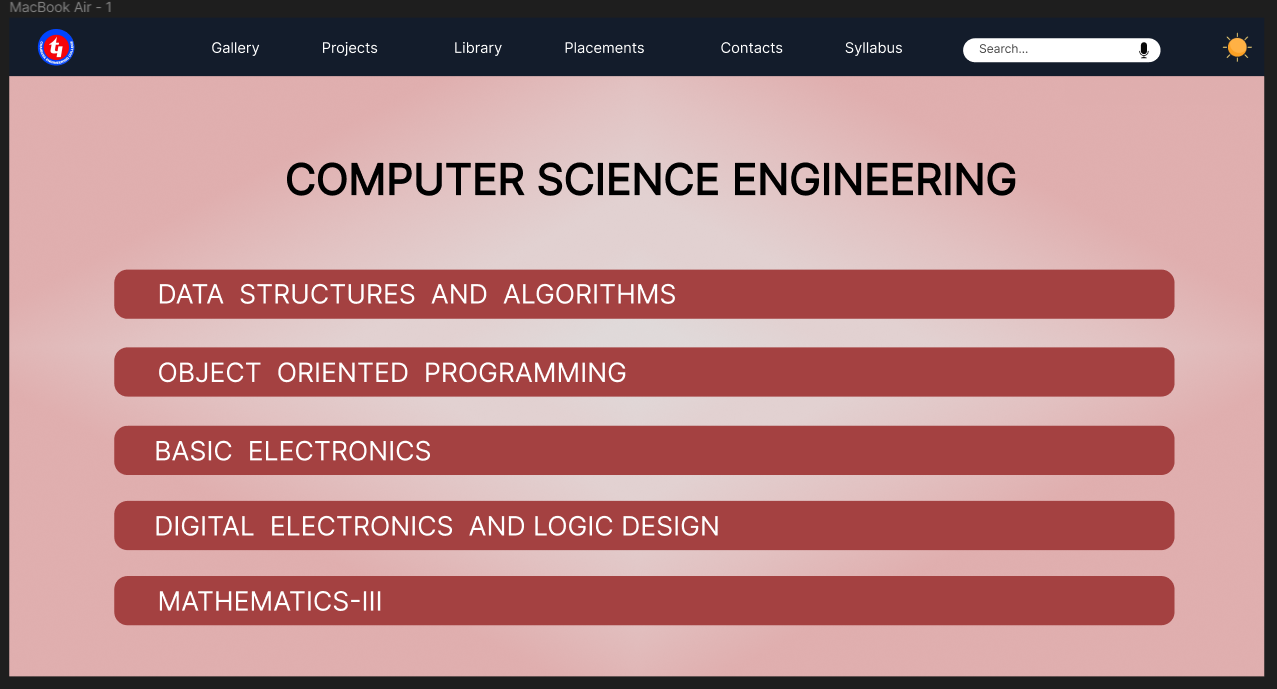 MacBook Air - 1
Gallery Projects Library Placements Contacts Syllabus Search...
COMPUTER SCIENCE ENGINEERING
DATA STRUCTURES AND ALGORITHMS
OBJECT ORIENTED PROGRAMMING
BASIC ELECTRONICS
DIGITAL ELECTRONICS AND LOGIC DESIGN
MATHEMATICS-III